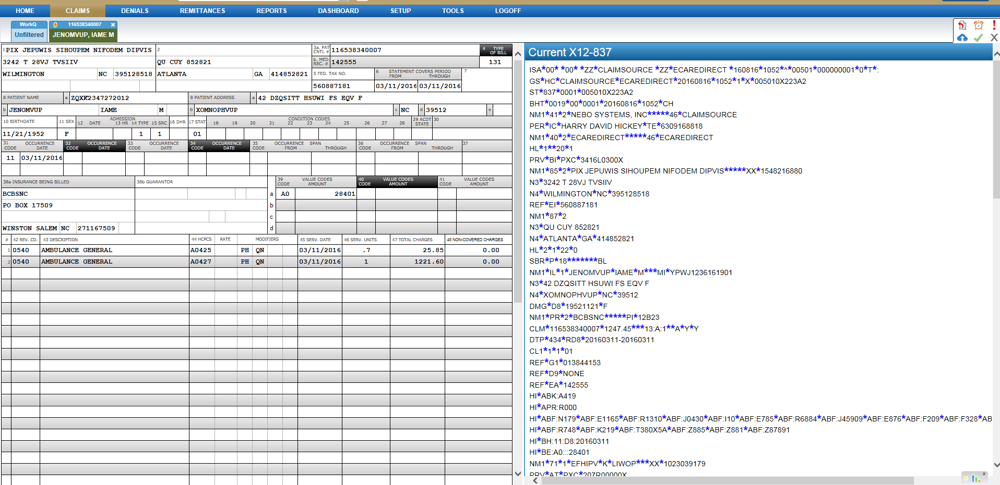 HOME CLAIMS DENIALS REMITTANCES REPORTS DASHBOARD SETUP TOOLS LOGOFF
WorkQ
Unfiltered
116538340007 x
JENOMVUP, IAME M
1 PIX JEPUWIS SIHOUPEM NIFODEM DIPVIS 2 3a. PAT CNTL # 116538340007 4 TYPE OF BILL
3242 T 28VJ TVSIIV QU CUY 852821 b. MED. REC. # 142555 131
WILMINGTON NC 395128518 ATLANTA GA 414852821 5 FED. TAX NO. 6 STATEMENT COVERS PERIOD FROM THROUGH 7
560887181 03/11/2016 03/11/2016
8 PATIENT NAME a ZQXK2347272012 9 PATIENT ADDRESS a 42 DZQSITT HSUWI FS EQV F
b JENOMVUP IAME M b XOMNOPHVUP c NC d 39512 e
10 BIRTHDATE 11 SEX ADMISSION 12 DATE 13 HR 14 TYPE 15 SRC 16 DHR 17 STAT CONDITION CODES 18 19 20 21 22 23 24 25 26 27 28 29 ACDT STATE 30
11/21/1952 F 1 1 01
31 OCCURRENCE CODE DATE 32 OCCURRENCE CODE DATE 33 OCCURRENCE CODE DATE 34 OCCURRENCE CODE DATE 35 OCCURRENCE SPAN CODE FROM THROUGH 36 OCCURRENCE SPAN CODE FROM THROUGH 37
11 03/11/2016
38a INSURANCE BEING BILLED 38b GUARANTOR 39 VALUE CODES CODE AMOUNT 40 VALUE CODES CODE AMOUNT 41 VALUE CODES CODE AMOUNT
BCBSNC a A0 28401
PO BOX 17509 b
c
WINSTON SALEM NC 271167509 d
# 42 REV. CD. 43 DESCRIPTION 44 HCPCS RATE MODIFIERS 45 SERV. DATE 46 SERV. UNITS 47 TOTAL CHARGES 48 NON-COVERED CHARGES
1 0540 AMBULANCE GENERAL A0425 PH QN 03/11/2016 .7 25.85 0.00
2 0540 AMBULANCE GENERAL A0427 PH QN 03/11/2016 1 1221.60 0.00
Current X12-837
ISA*00* *00* *ZZ*CLAIMSOURCE *ZZ*ECAREDIRECT *160816*1052*^*00501*000000001*0*T*:
GS*HC*CLAIMSOURCE*ECAREDIRECT*20160816*1052*1*X*005010X223A2
ST*837*0001*005010X223A2
BHT*0019*00*0001*20160816*1052*CH
NM1*41*2*NEBO SYSTEMS, INC*****46*CLAIMSOURCE
PER*IC*HARRY DAVID HICKEY*TE*6309168818
NM1*40*2*ECAREDIRECT*****46*ECAREDIRECT
HL*1**20*1
PRV*BI*PXC*3416L0300X
NM1*85*2*PIX JEPUWIS SIHOUPEM NIFODEM DIPVIS*****XX*1548216880
N3*3242 T 28VJ TVSIIV
N4*WILMINGTON*NC*395128518
REF*EI*560887181
NM1*87*2
N3*QU CUY 852821
N4*ATLANTA*GA*414852821
HL*2*1*22*0
SBR*P*18*******BL
NM1*IL*1*JENOMVUP*IAME*M***MI*YPWJ1236161901
N3*42 DZQSITT HSUWI FS EQV F
N4*XOMNOPHVUP*NC*39512
DMG*D8*19521121*F
NM1*PR*2*BCBSNC*****PI*12B23
CLM*116538340007*1247.45***13:A:1**A*Y*Y
DTP*434*RD8*20160311-20160311
CL1*1*1*01
REF*G1*013844153
REF*D9*NONE
REF*EA*142555
HI*ABK:A419
HI*APR:R000
HI*ABF:N179*ABF:E1165*ABF:R1310*ABF:J0430*ABF:I10*ABF:E785*ABF:R6884*ABF:J45909*ABF:E876*ABF:F209*ABF:F328*AB
HI*ABF:R748*ABF:K219*ABF:T380X5A*ABF:Z885*ABF:Z881*ABF:Z87891
HI*BH:11:D8:20160311
HI*BE:A0:::28401
NM1*71*1*EFHIPV*K*LIWOP***XX*1023039179
PRV*AT*PXC*207R00000X